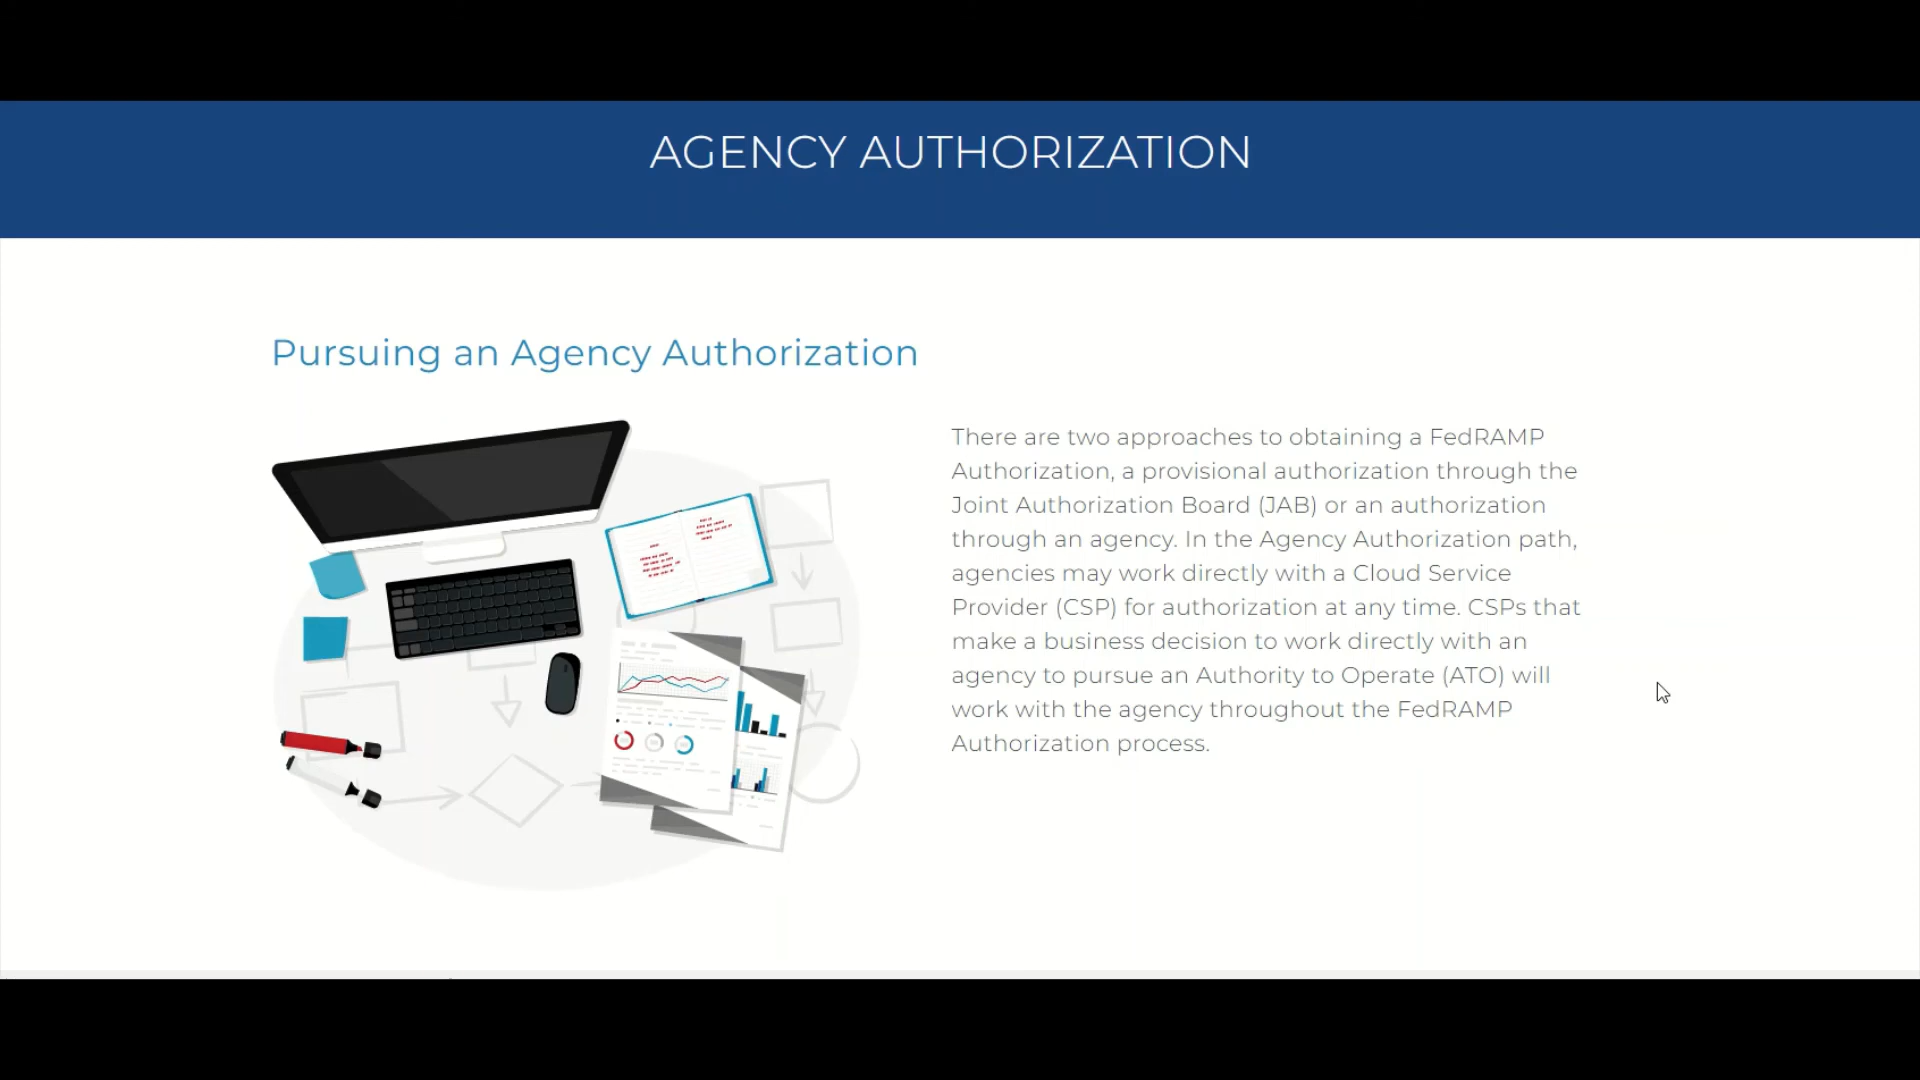 AGENCY AUTHORIZATION
Pursuing an Agency Authorization
There are two approaches to obtaining a FedRAMP
Authorization, a provisional authorization through the
Joint Authorization Board (JAB) or an authorization
through an agency. In the Agency Authorization path,
agencies may work directly with a Cloud Service
Provider (CSP) for authorization at any time. CSPs that
make a business decision to work directly with an
agency to pursue an Authority to Operate (ATO) will
work with the agency throughout the FedRAMP
Authorization process.